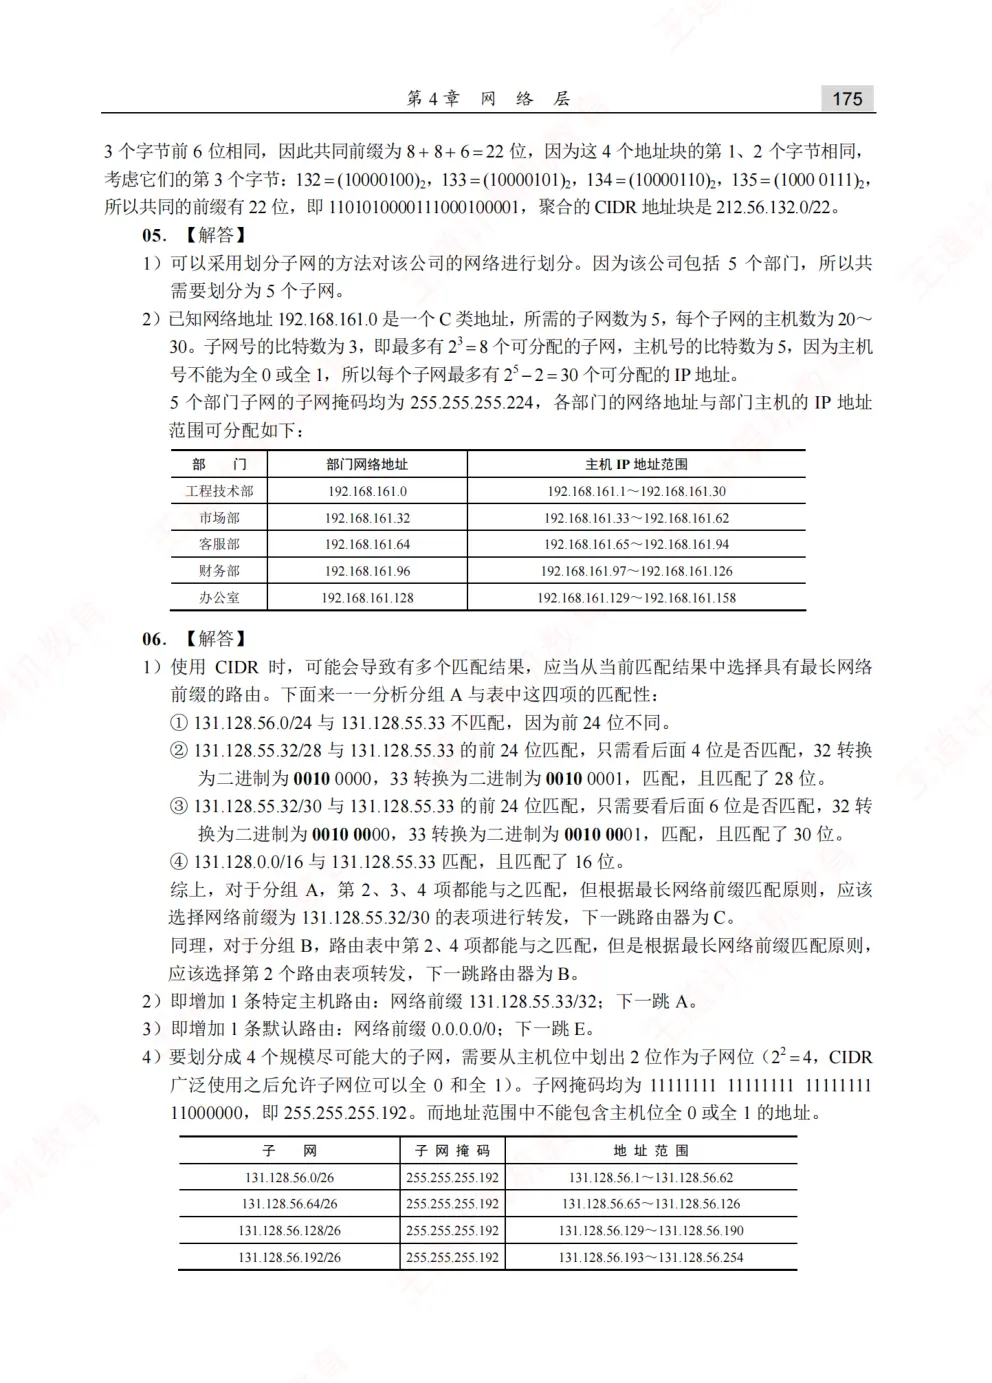 第 4 章 网 络 层 175
3 个字节前 6 位相同，因此共同前缀为 8 + 8 + 6 = 22 位，因为这 4 个地址块的第 1、2 个字节相同，
考虑它们的第 3 个字节：132 = (10000100)₂，133 = (10000101)₂，134 = (10000110)₂，135 = (1000 0111)₂，
所以共同的前缀有 22 位，即 1101010000111000100001，聚合的 CIDR 地址块是 212.56.132.0/22。
05．【解答】
1）可以采用划分子网的方法对该公司的网络进行划分。因为该公司包括 5 个部门，所以共
需要划分为 5 个子网。
2）已知网络地址 192.168.161.0 是一个 C 类地址，所需的子网数为 5，每个子网的主机数为 20～
30。子网号的比特数为 3，即最多有 2³ = 8 个可分配的子网，主机号的比特数为 5，因为主机
号不能为全 0 或全 1，所以每个子网最多有 2⁵ − 2 = 30 个可分配的 IP 地址。
5 个部门子网的子网掩码均为 255.255.255.224，各部门的网络地址与部门主机的 IP 地址
范围可分配如下：
部 门 部门网络地址 主机 IP 地址范围
工程技术部 192.168.161.0 192.168.161.1～192.168.161.30
市场部 192.168.161.32 192.168.161.33～192.168.161.62
客服部 192.168.161.64 192.168.161.65～192.168.161.94
财务部 192.168.161.96 192.168.161.97～192.168.161.126
办公室 192.168.161.128 192.168.161.129～192.168.161.158
06．【解答】
1）使用 CIDR 时，可能会导致有多个匹配结果，应当从当前匹配结果中选择具有最长网络
前缀的路由。下面来一一分析分组 A 与表中这四项的匹配性：
① 131.128.56.0/24 与 131.128.55.33 不匹配，因为前 24 位不同。
② 131.128.55.32/28 与 131.128.55.33 的前 24 位匹配，只需看后面 4 位是否匹配，32 转换
为二进制为 0010 0000，33 转换为二进制为 0010 0001，匹配，且匹配了 28 位。
③ 131.128.55.32/30 与 131.128.55.33 的前 24 位匹配，只需要看后面 6 位是否匹配，32 转
换为二进制为 0010 0000，33 转换为二进制为 0010 0001，匹配，且匹配了 30 位。
④ 131.128.0.0/16 与 131.128.55.33 匹配，且匹配了 16 位。
综上，对于分组 A，第 2、3、4 项都能与之匹配，但根据最长网络前缀匹配原则，应该
选择网络前缀为 131.128.55.32/30 的表项进行转发，下一跳路由器为 C。
同理，对于分组 B，路由表中第 2、4 项都能与之匹配，但是根据最长网络前缀匹配原则，
应该选择第 2 个路由表项转发，下一跳路由器为 B。
2）即增加 1 条特定主机路由：网络前缀 131.128.55.33/32；下一跳 A。
3）即增加 1 条默认路由：网络前缀 0.0.0.0/0；下一跳 E。
4）要划分成 4 个规模尽可能大的子网，需要从主机位中划出 2 位作为子网位（2² = 4，CIDR
广泛使用之后允许子网位可以全 0 和全 1）。子网掩码均为 11111111 11111111 11111111
11000000，即 255.255.255.192。而地址范围中不能包含主机位全 0 或全 1 的地址。
子 网 子 网 掩 码 地 址 范 围
131.128.56.0/26 255.255.255.192 131.128.56.1～131.128.56.62
131.128.56.64/26 255.255.255.192 131.128.56.65～131.128.56.126
131.128.56.128/26 255.255.255.192 131.128.56.129～131.128.56.190
131.128.56.192/26 255.255.255.192 131.128.56.193～131.128.56.254